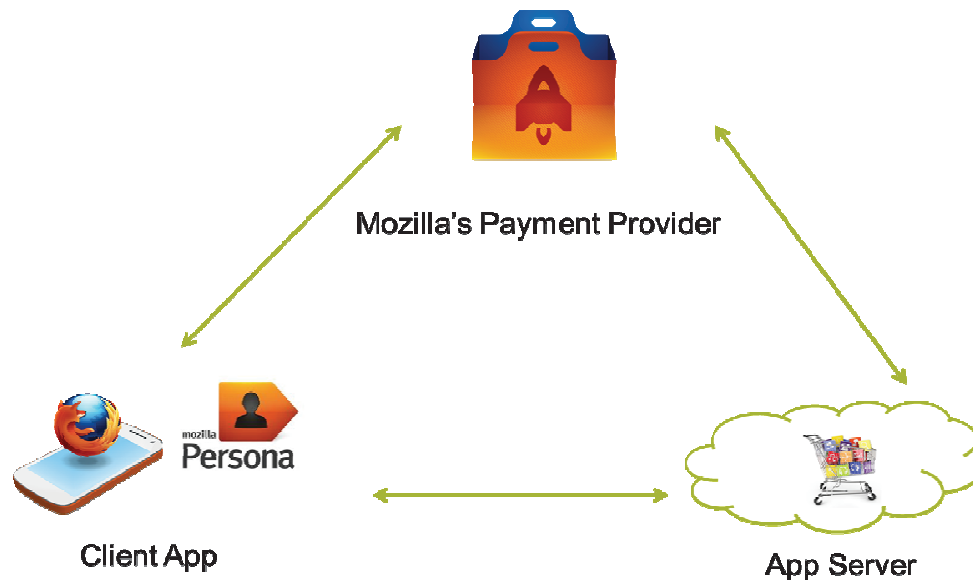 Mozilla's Payment Provider
mozilla
Persona
Client App
App Server